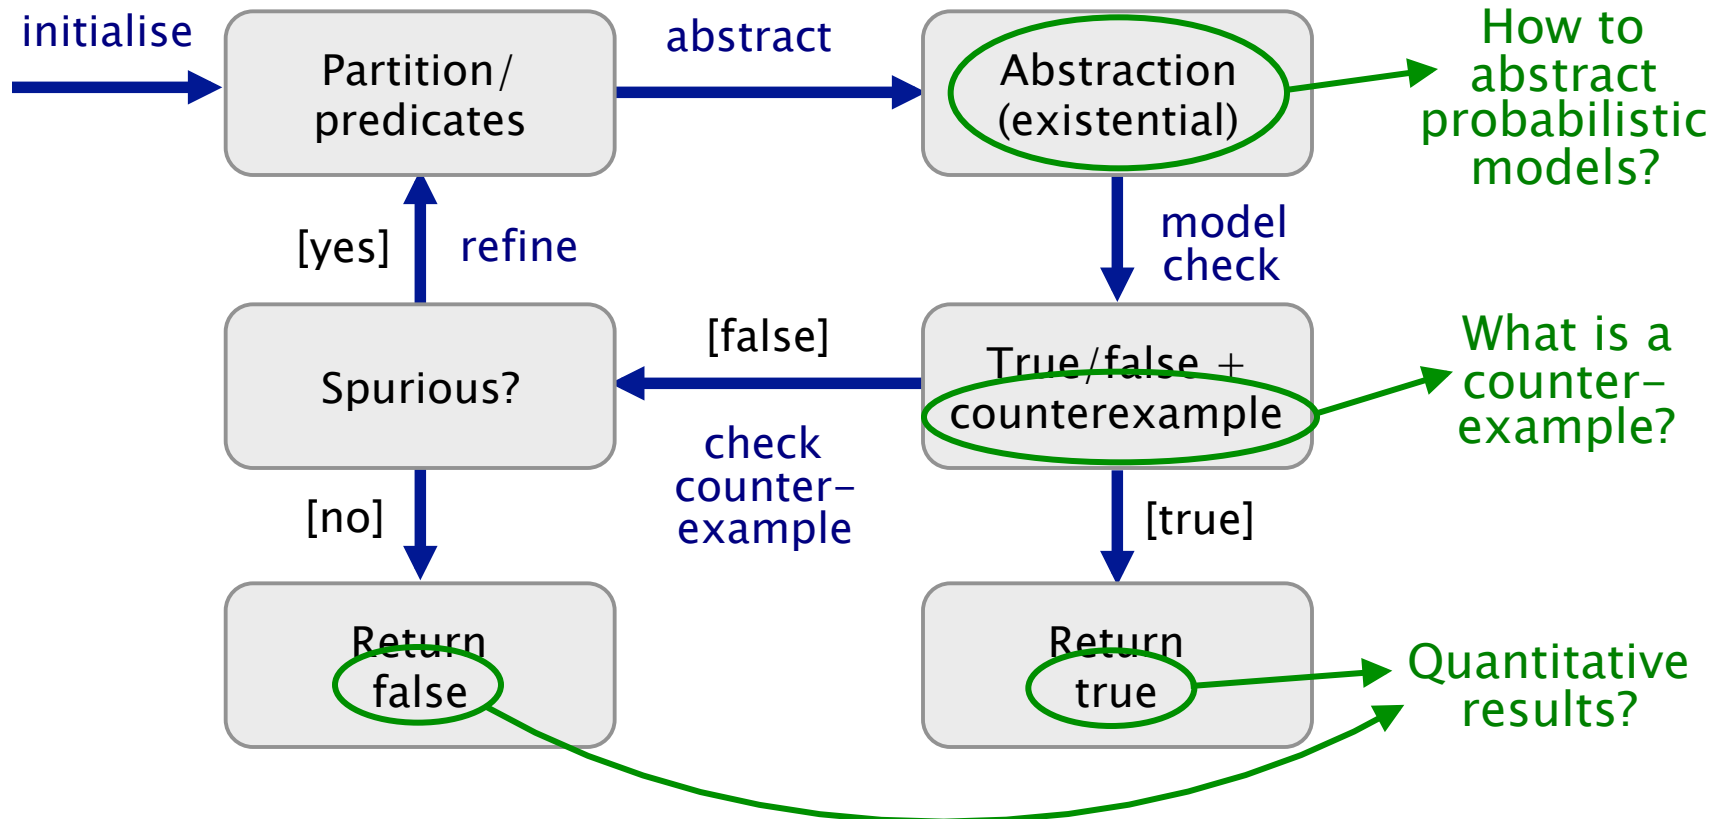 initialise
Partition/
predicates
abstract
Abstraction
(existential)
How to
abstract
probabilistic
models?
[yes]
refine
model
check
Spurious?
[false]
check
counter-
example
True/false +
counterexample
What is a
counter-
example?
[no]
[true]
Return
false
Return
true
Quantitative
results?